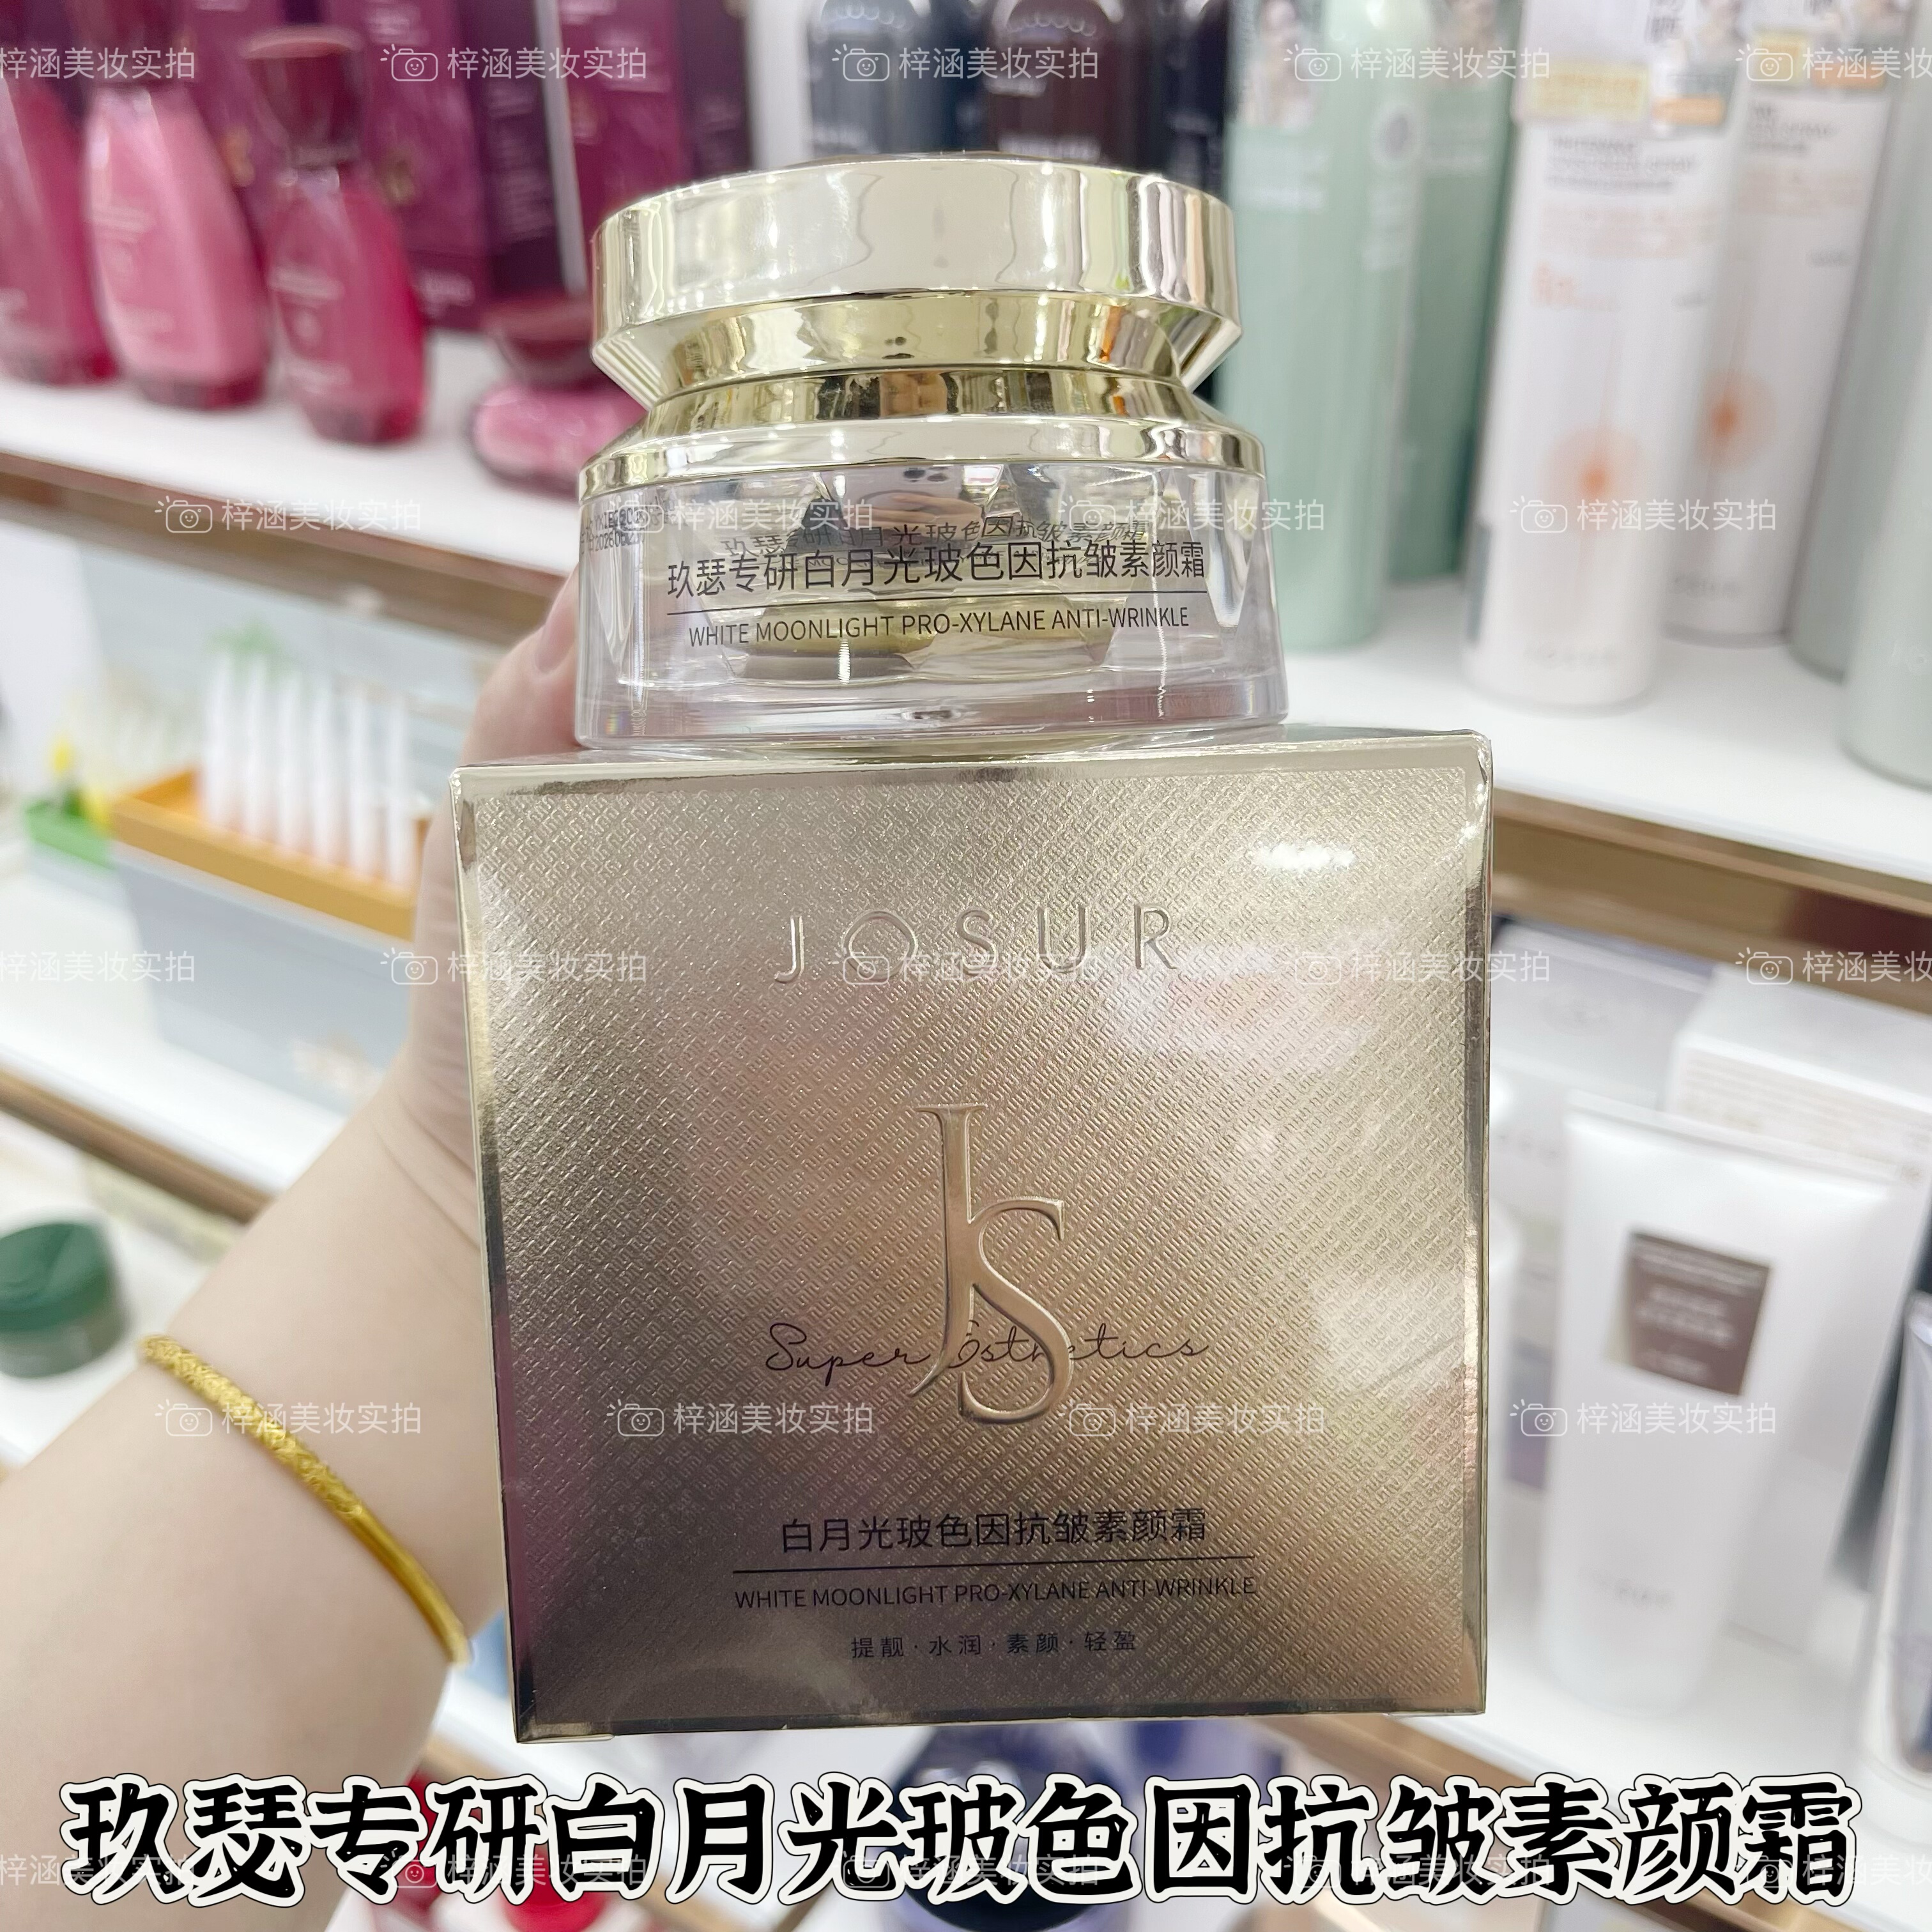 梓涵美妆实拍
玖瑟专研白月光玻色因抗皱素颜霜
WHITE MOONLIGHT PRO-XYLANE ANTI-WRINKLE
JOSUR
JS
Super Esthetics
白月光玻色因抗皱素颜霜
WHITE MOONLIGHT PRO-XYLANE ANTI-WRINKLE
提靓·水润·素颜·轻盈
玖瑟专研白月光玻色因抗皱素颜霜